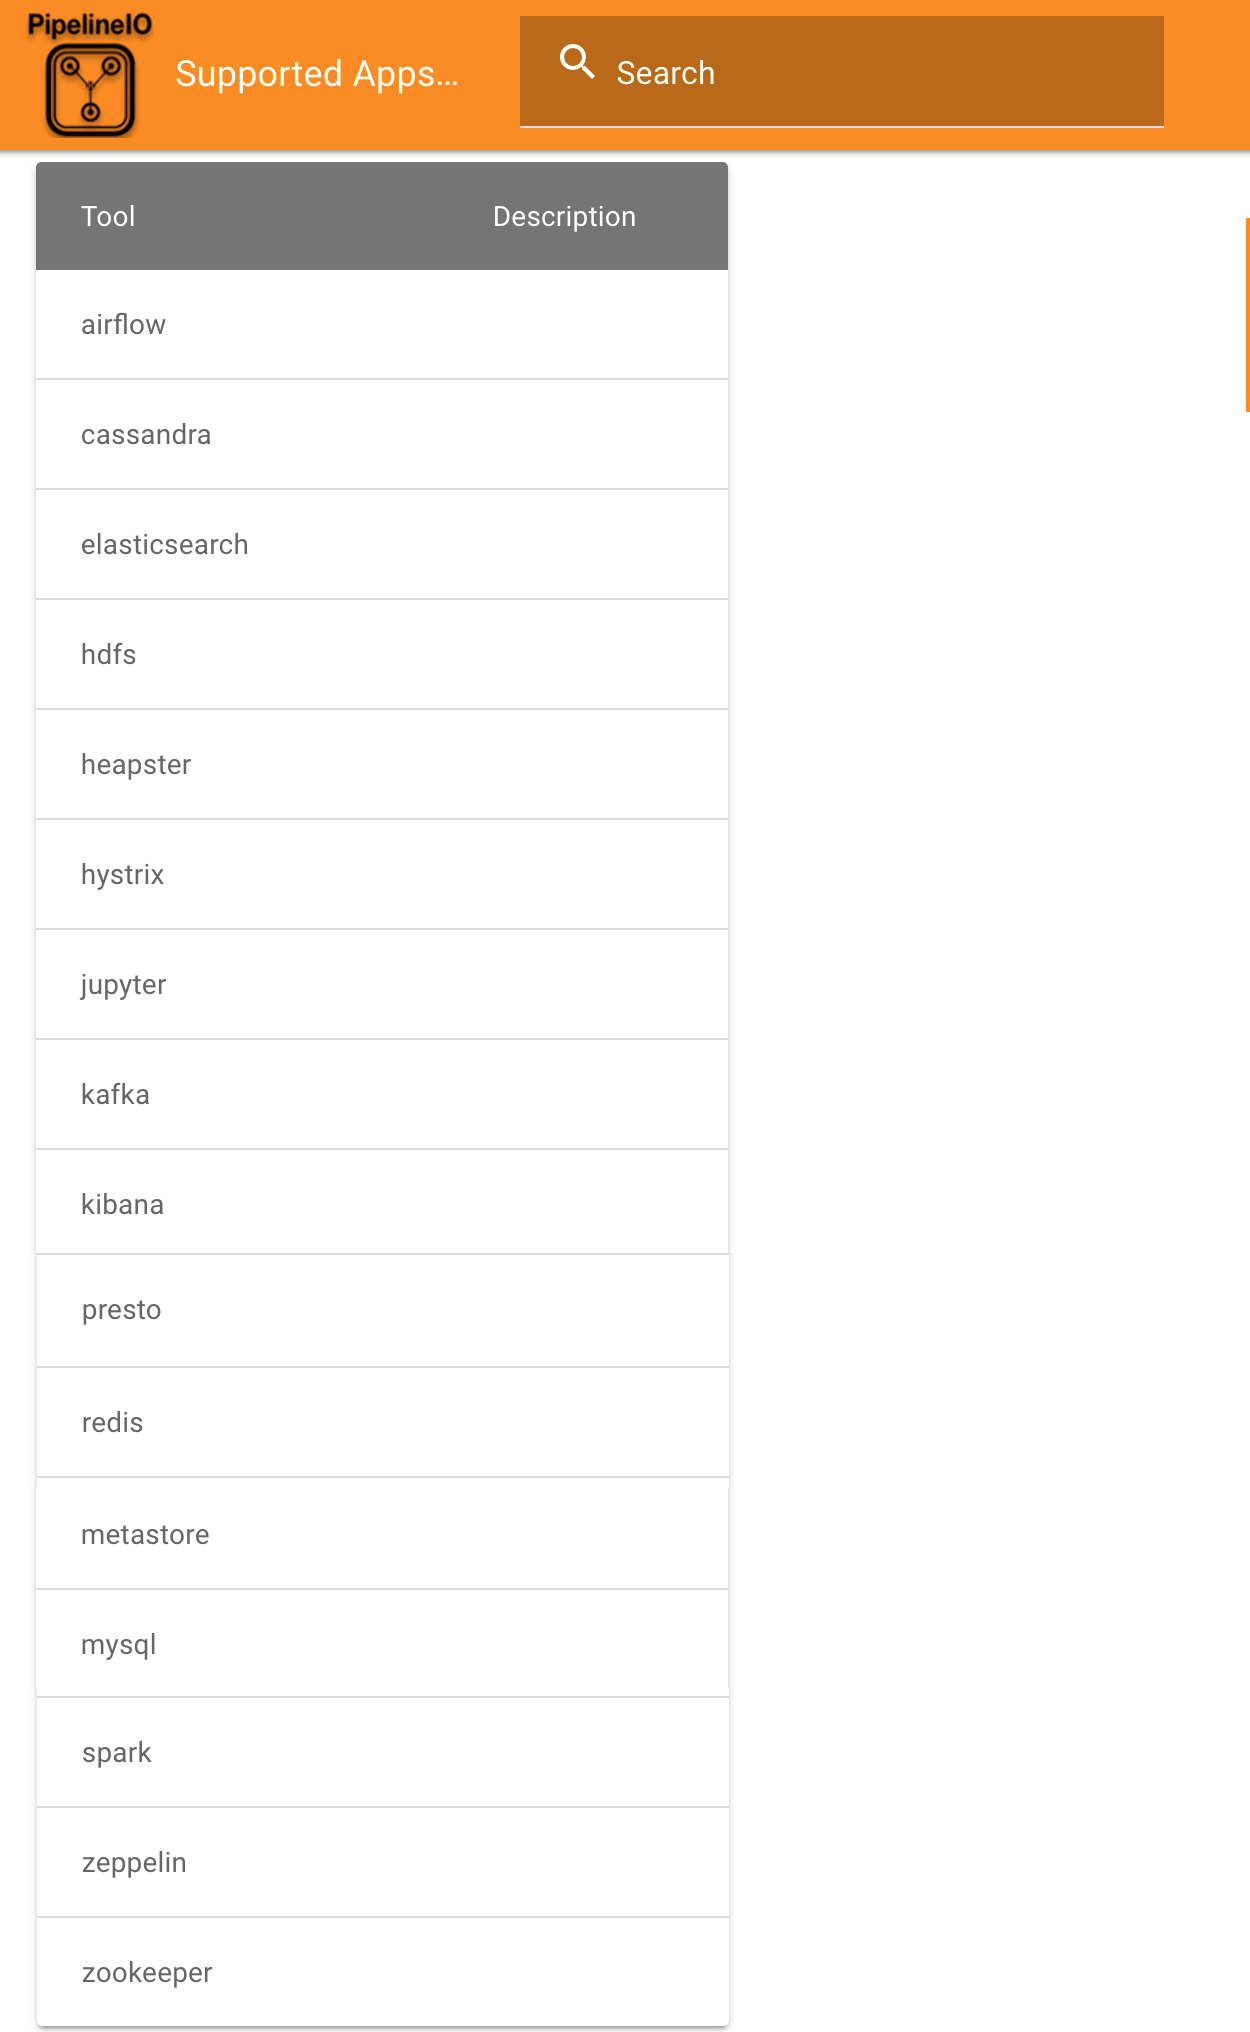 PipelineIO
Supported Apps...
Search
Tool Description
airflow
cassandra
elasticsearch
hdfs
heapster
hystrix
jupyter
kafka
kibana
presto
redis
metastore
mysql
spark
zeppelin
zookeeper